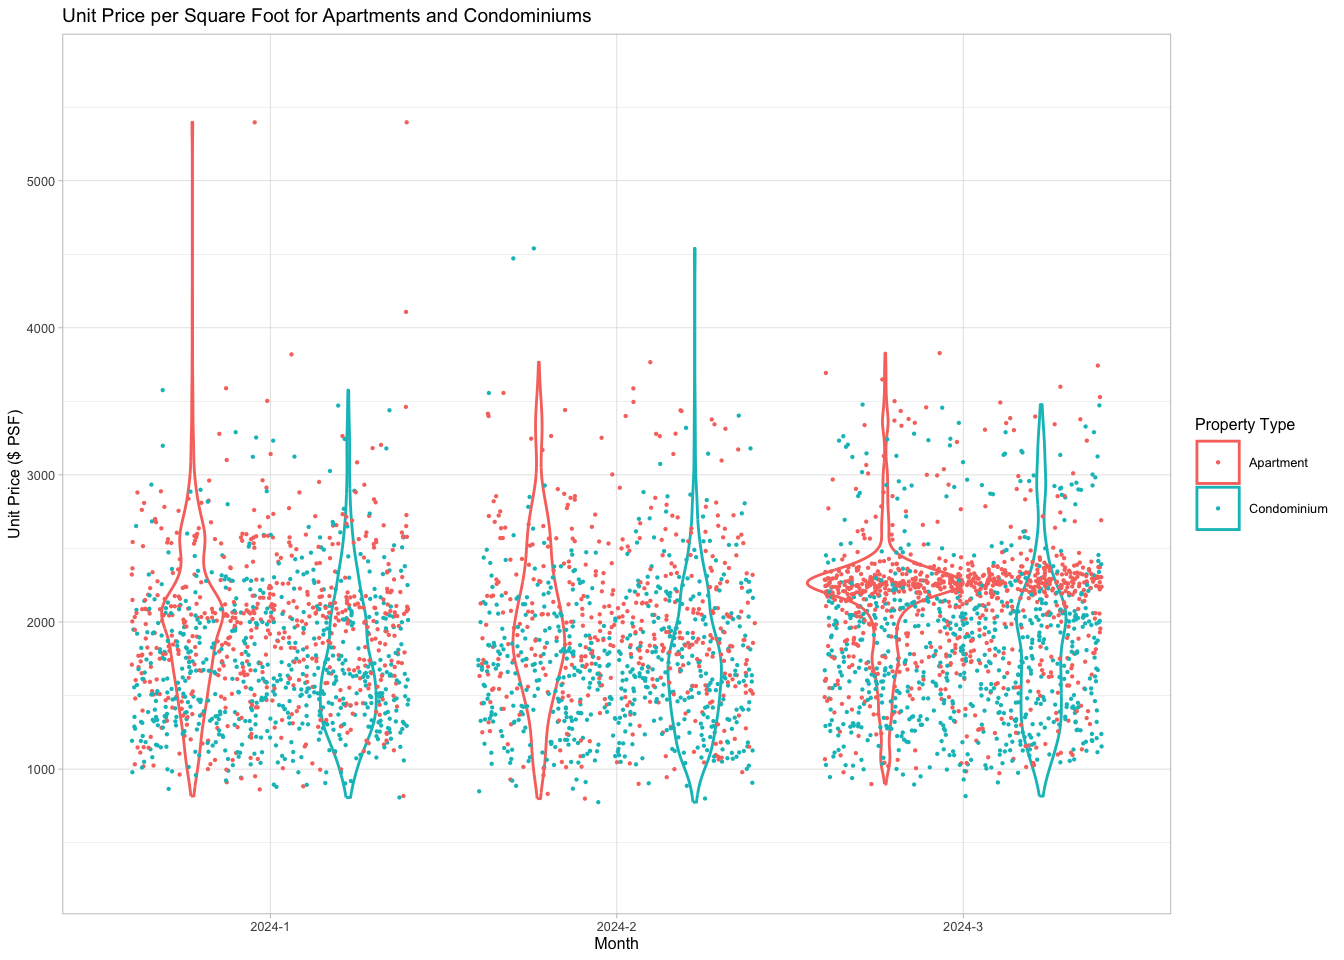 Unit Price per Square Foot for Apartments and Condominiums
Unit Price ($ PSF)
5000
4000
3000
2000
1000
2024-1
2024-2
2024-3
Month
Property Type
Apartment
Condominium